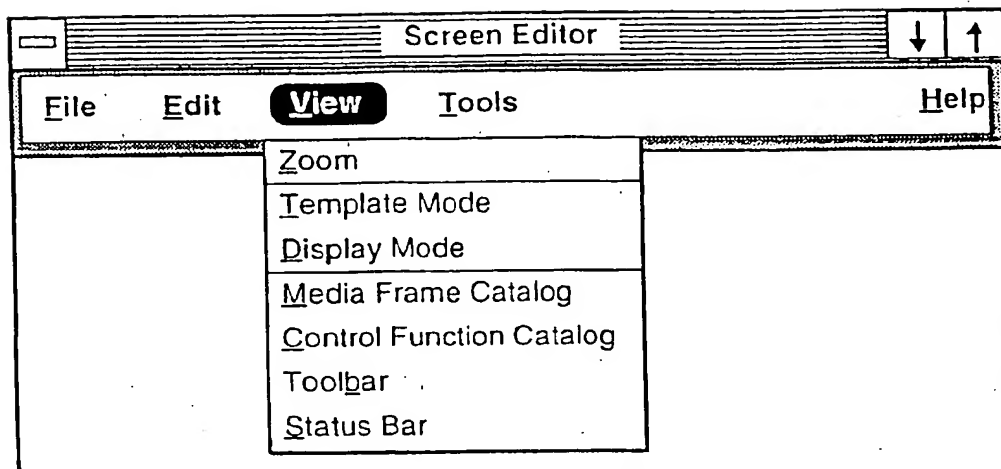 Screen Editor
File Edit View Tools Help
Zoom
Template Mode
Display Mode
Media Frame Catalog
Control Function Catalog
Toolbar
Status Bar